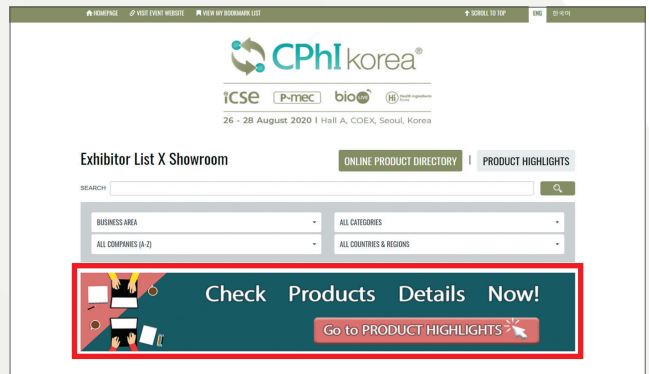 HOMEPAGE VISIT EVENT WEBSITE VIEW MY BOOKMARK LIST SCROLL TO TOP ENG 한국어
CPhI korea®
icse P-mec bio LIVE Hi
26 - 28 August 2020 I Hall A, COEX, Seoul, Korea
Exhibitor List X Showroom ONLINE PRODUCT DIRECTORY | PRODUCT HIGHLIGHTS
SEARCH
BUSINESS AREA ALL CATEGORIES
ALL COMPANIES (A-Z) ALL COUNTRIES & REGIONS
Check Products Details Now!
Go to PRODUCT HIGHLIGHTS